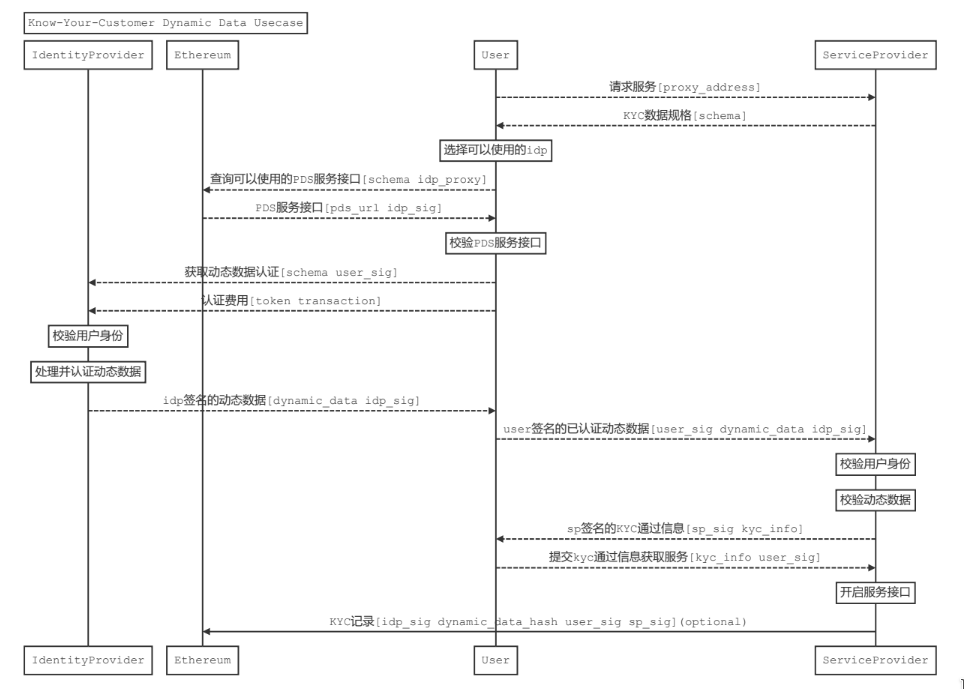 Know-Your-Customer Dynamic Data Usecase
IdentityProvider Ethereum User ServiceProvider
请求服务[proxy_address]
KYC数据规格[schema]
选择可以使用的idp
查询可以使用的PDS服务接口[schema idp_proxy]
PDS服务接口[pds_url idp_sig]
校验PDS服务接口
获取动态数据认证[schema user_sig]
认证费用[token transaction]
校验用户身份
处理并认证动态数据
idp签名的动态数据[dynamic_data idp_sig]
user签名的已认证动态数据[user_sig dynamic_data idp_sig]
校验用户身份
校验动态数据
sp签名的KYC通过信息[sp_sig kyc_info]
提交kyc通过信息获取服务[kyc_info user_sig]
开启服务接口
KYC记录[idp_sig dynamic_data_hash user_sig sp_sig](optional)
IdentityProvider Ethereum User ServiceProvider